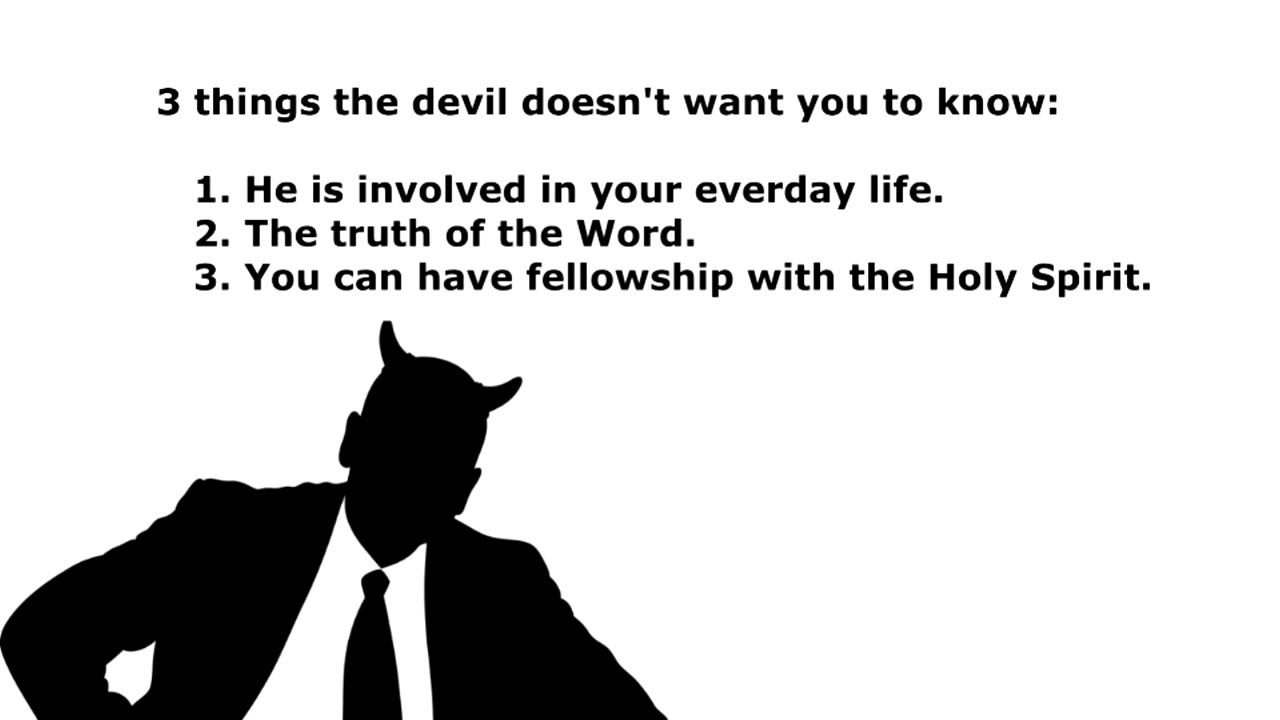 3 things the devil doesn't want you to know:
1. He is involved in your everday life.
2. The truth of the Word.
3. You can have fellowship with the Holy Spirit.